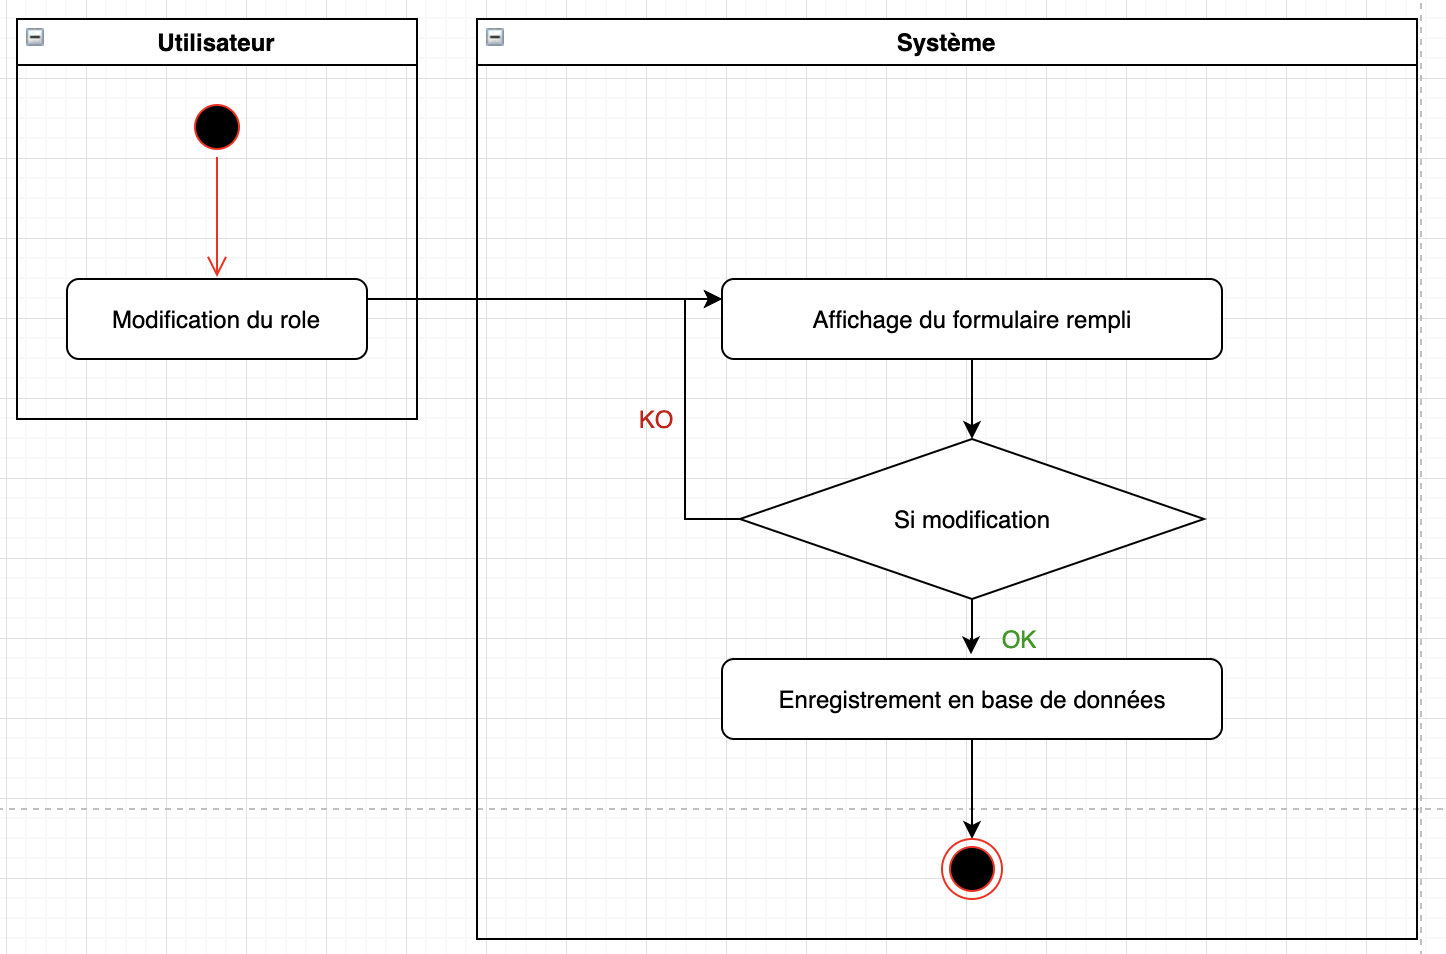 Utilisateur
Système
Modification du role
Affichage du formulaire rempli
KO
Si modification
OK
Enregistrement en base de données